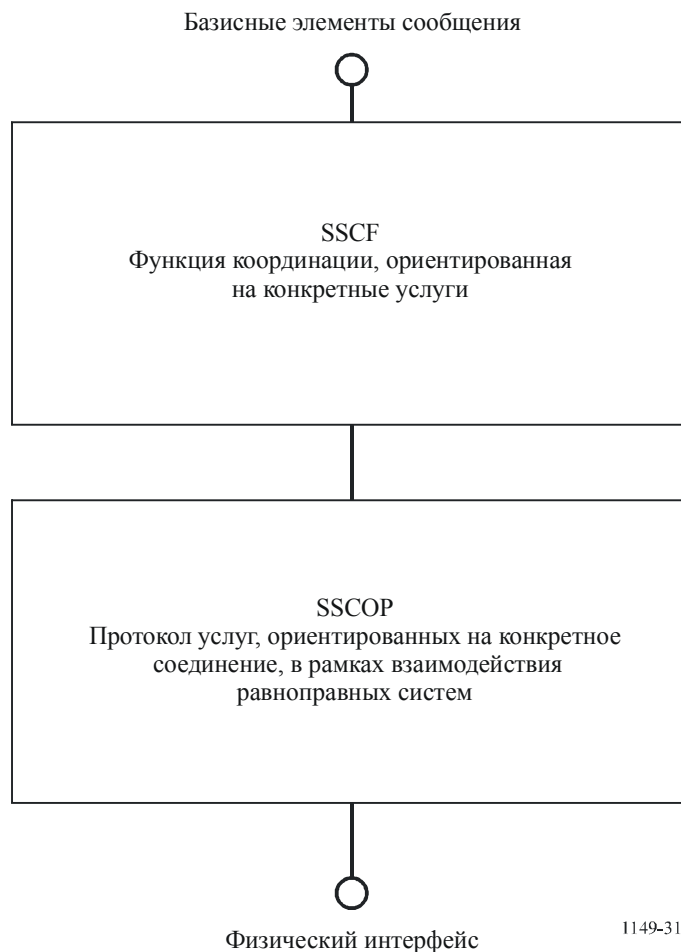 Базисные элементы сообщения
SSCF
Функция координации, ориентированная
на конкретные услуги
SSCOP
Протокол услуг, ориентированных на конкретное
соединение, в рамках взаимодействия
равноправных систем
1149-31
Физический интерфейс